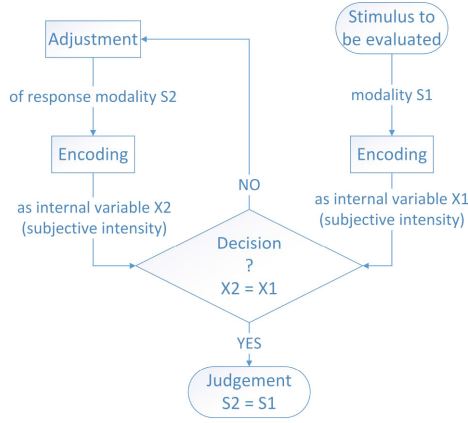 Adjustment
of response modality S2
Encoding
as internal variable X2
(subjective intensity)
Stimulus to
be evaluated
modality S1
Encoding
as internal variable X1
(subjective intensity)
NO
Decision
?
X2 = X1
YES
Judgement
S2 = S1